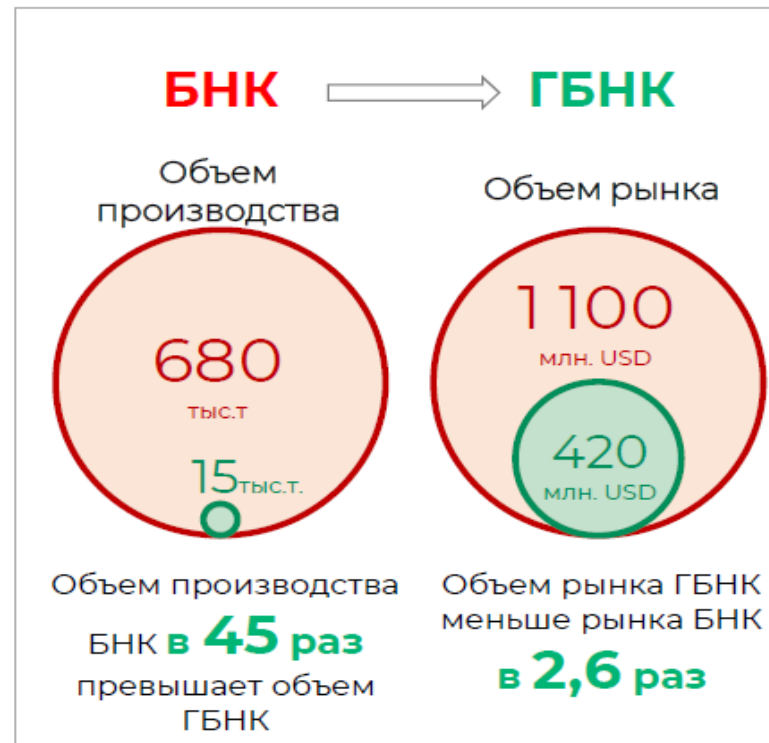 БНК ГБНК
Объем
производства
680
тыс.т
15тыс.т.
Объем производства
БНК в 45 раз
превышает объем
ГБНК
Объем рынка
1 100
млн. USD
420
млн. USD
Объем рынка ГБНК
меньше рынка БНК
в 2,6 раз